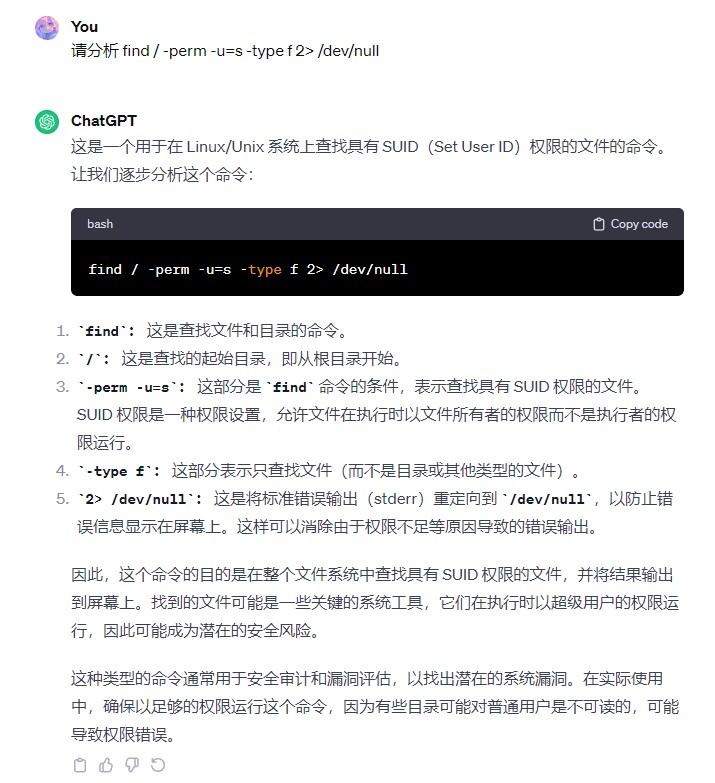 You
请分析 find / -perm -u=s -type f 2> /dev/null
ChatGPT
这是一个用于在 Linux/Unix 系统上查找具有 SUID（Set User ID）权限的文件的命令。
让我们逐步分析这个命令：
bash
Copy code
find / -perm -u=s -type f 2> /dev/null
1. `find`： 这是查找文件和目录的命令。
2. `/`： 这是查找的起始目录，即从根目录开始。
3. `-perm -u=s`： 这部分是 `find` 命令的条件，表示查找具有 SUID 权限的文件。
SUID 权限是一种权限设置，允许文件在执行时以文件所有者的权限而不是执行者的权
限运行。
4. `-type f`： 这部分表示只查找文件（而不是目录或其他类型的文件）。
5. `2> /dev/null`： 这是将标准错误输出（stderr）重定向到 `/dev/null`，以防止错
误信息显示在屏幕上。这样可以消除由于权限不足等原因导致的错误输出。
因此，这个命令的目的是在整个文件系统中查找具有 SUID 权限的文件，并将结果输出
到屏幕上。找到的文件可能是一些关键的系统工具，它们在执行时以超级用户的权限运
行，因此可能成为潜在的安全风险。
这种类型的命令通常用于安全审计和漏洞评估，以找出潜在的系统漏洞。在实际使用
中，确保以足够的权限运行这个命令，因为有些目录可能对普通用户是不可读的，可能
导致权限错误。